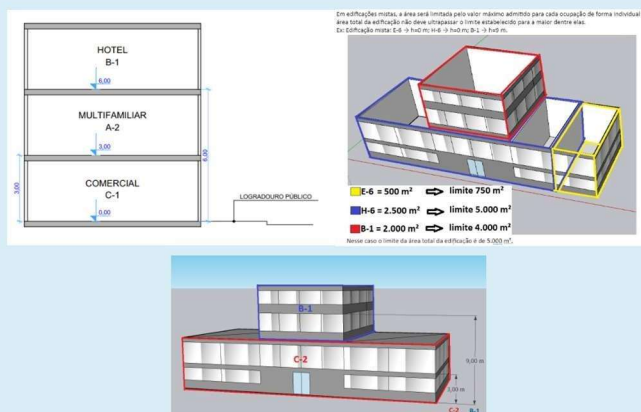 HOTEL
B-1
6,00
MULTIFAMILIAR
A-2
3,00
COMERCIAL
C-1
0,00
3,00
6,00
LOGRADOURO PÚBLICO
Em edificações mistas, a área será limitada pelo valor máximo admitido para cada ocupação de forma individual
área total da edificação não deve ultrapassar o limite estabelecido para a maior dentre elas.
Ex: Edificação mista: E-6 → h=0 m; H-6 → h=0 m; B-1 → h=9 m.
E-6 = 500 m² ⇨ limite 750 m²
H-6 = 2.500 m² ⇨ limite 5.000 m²
B-1 = 2.000 m² ⇨ limite 4.000 m²
Nesse caso o limite da área total da edificação é de 5.000 m².
B-1
C-2
9,00 m
3,00 m
C-2 B-1